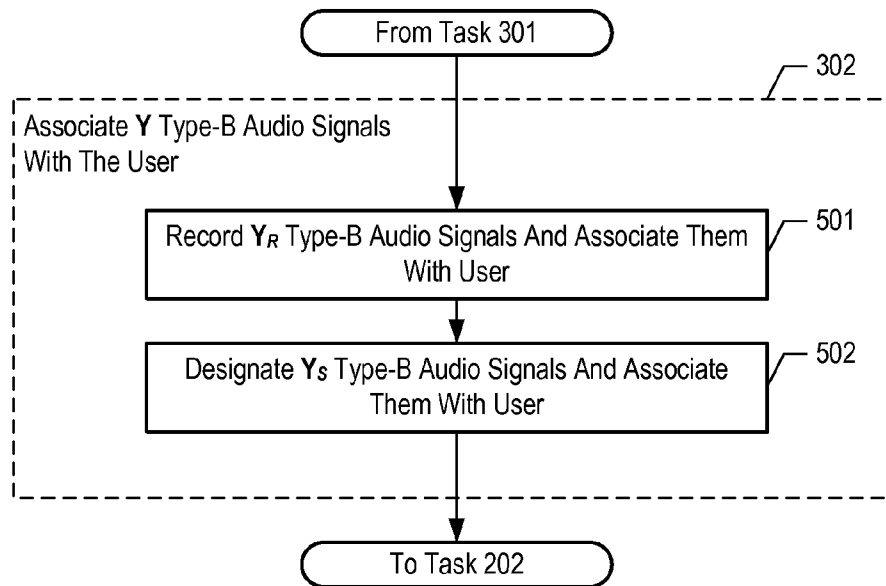 From Task 301
302
Associate Y Type-B Audio Signals
With The User
Record YR Type-B Audio Signals And Associate Them
With User
501
Designate YS Type-B Audio Signals And Associate
Them With User
502
To Task 202